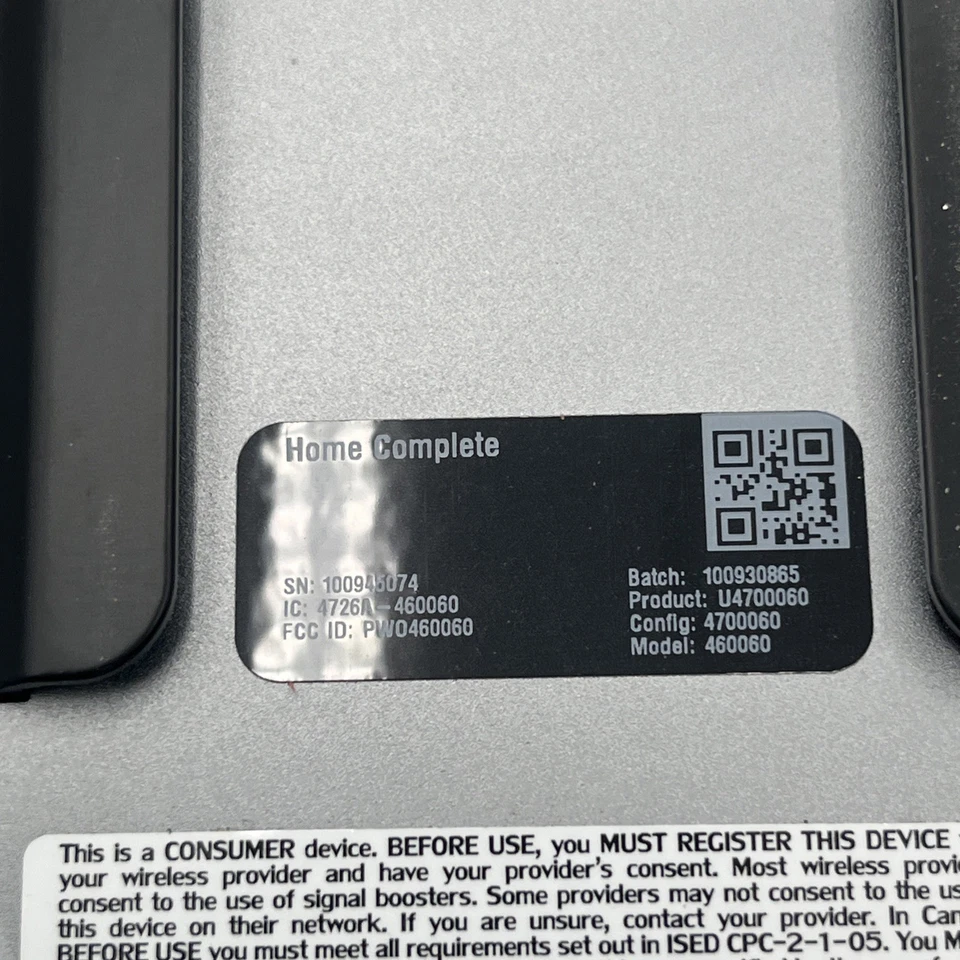 Home Complete
SN: 100945074
IC: 4726A-460060
FCC ID: PWO460060
Batch: 100930865
Product: U4700060
Config: 4700060
Model: 460060
This is a CONSUMER device. BEFORE USE, you MUST REGISTER THIS DEVICE
your wireless provider and have your provider's consent. Most wireless
consent to the use of signal boosters. Some providers may not consent to the
this device on their network. If you are unsure, contact your provider. In
BEFORE USE you must meet all requirements set out in ISED CPC-2-1-05. You